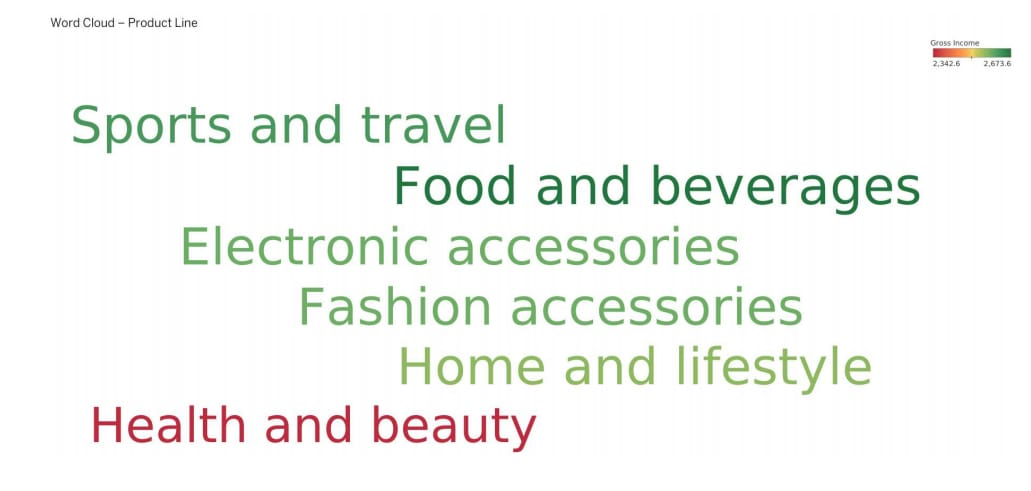 Word Cloud – Product Line
Gross Income
2,342.6 2,673.6
Sports and travel
Food and beverages
Electronic accessories
Fashion accessories
Home and lifestyle
Health and beauty